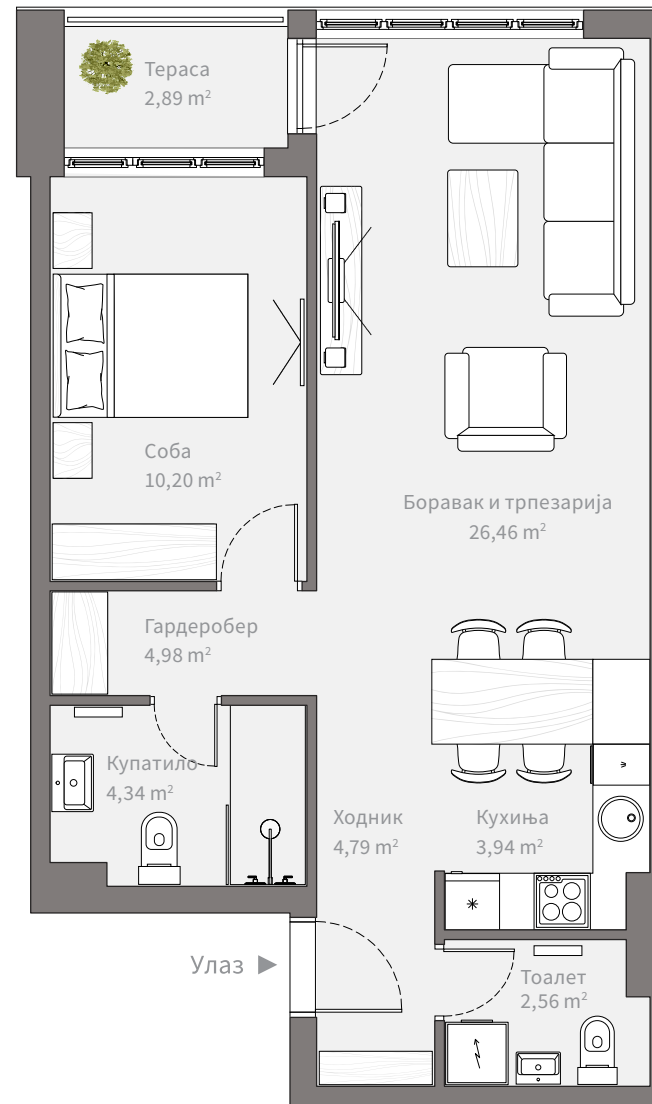 Тераса
2,89 m²
Соба
10,20 m²
Боравак и трпезарија
26,46 m²
Гардеробер
4,98 m²
Купатило
4,34 m²
Ходник
4,79 m²
Кухиња
3,94 m²
Улаз ►
Тоалет
2,56 m²